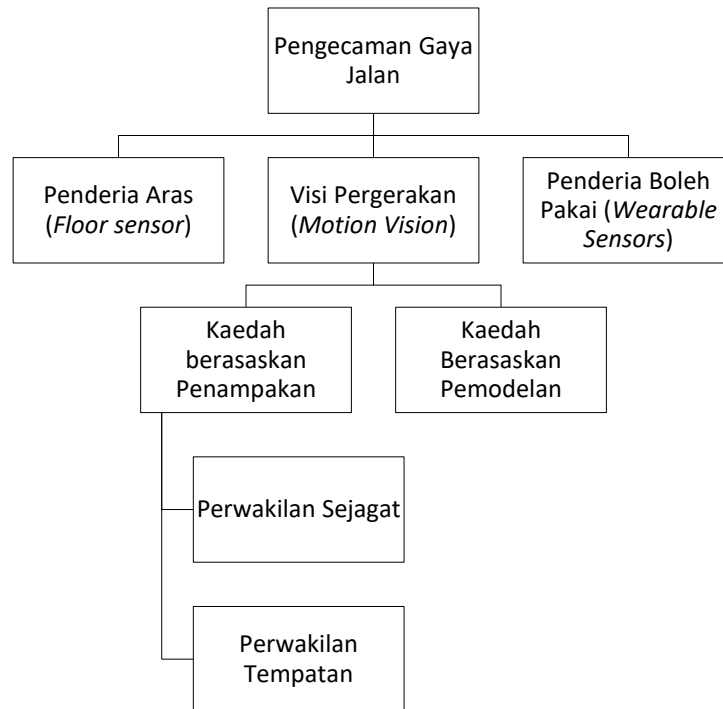 Pengecaman Gaya
Jalan
Penderia Aras
(Floor sensor)
Visi Pergerakan
(Motion Vision)
Penderia Boleh
Pakai (Wearable
Sensors)
Kaedah
berasaskan
Penampakan
Kaedah
Berasaskan
Pemodelan
Perwakilan Sejagat
Perwakilan
Tempatan